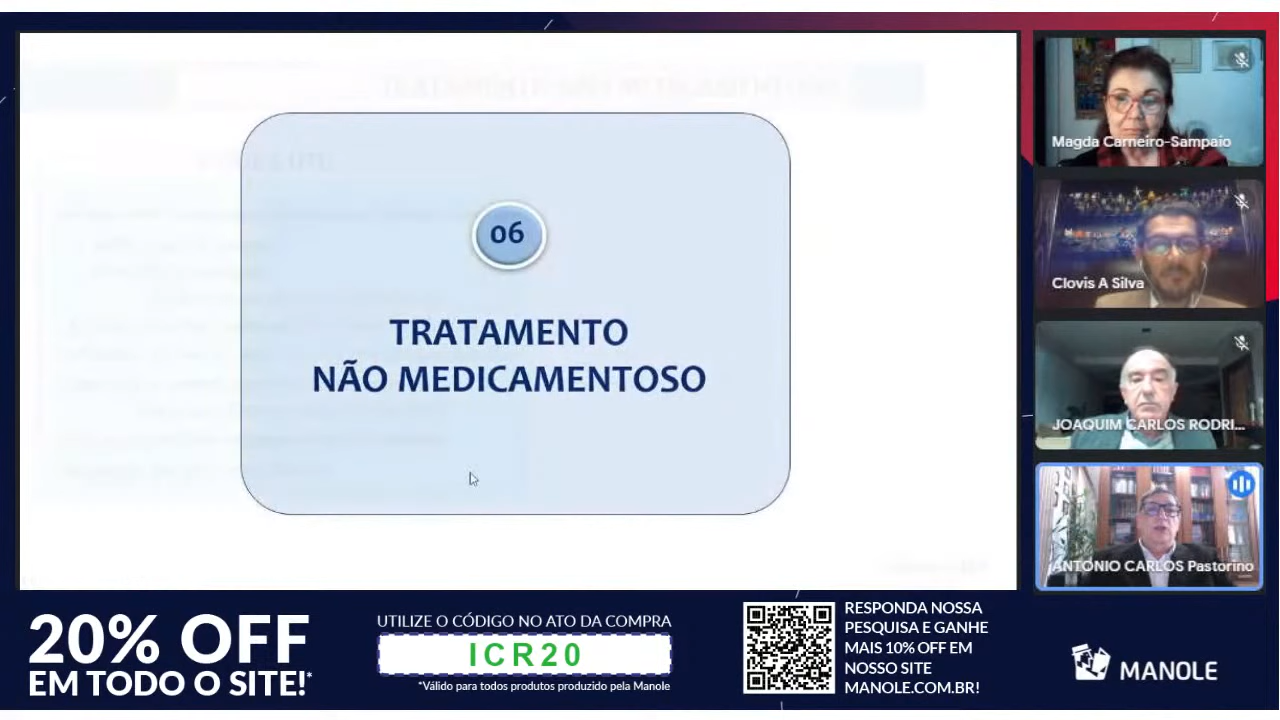 06
TRATAMENTO
NÃO MEDICAMENTOSO
Magda Carneiro-Sampaio
Clovis A Silva
JOAQUIM CARLOS RODRI...
ANTONIO CARLOS Pastorino
20% OFF
EM TODO O SITE!*
UTILIZE O CÓDIGO NO ATO DA COMPRA
ICR20
*Válido para todos produtos produzido pela Manole
RESPONDA NOSSA
PESQUISA E GANHE
MAIS 10% OFF EM
NOSSO SITE
MANOLE.COM.BR!
MANOLE